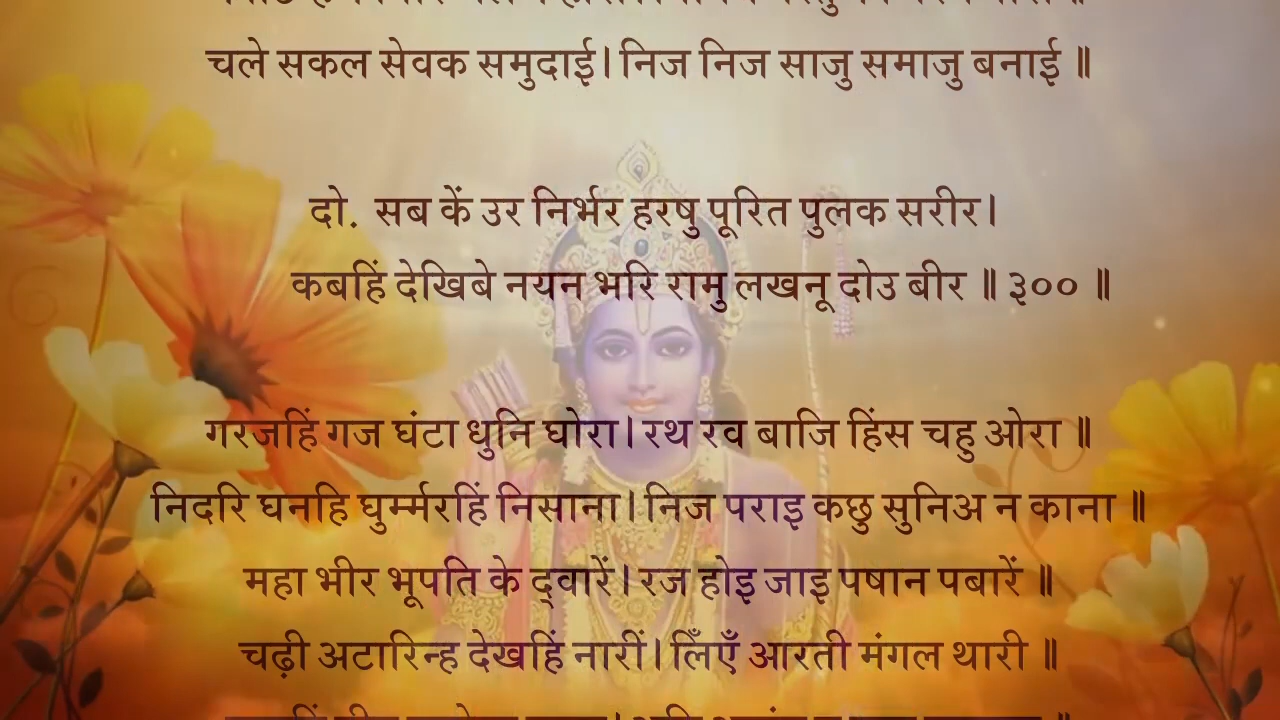 चले सकल सेवक समुदाई। निज निज साजु समाजु बनाई ॥
दो. सब कें उर निर्भर हरषु पूरित पुलक सरीर।
कबहिं देखिबे नयन भरि रामु लखनू दोउ बीर ॥ ३०० ॥
गरजहिं गज घंटा धुनि घोरा। रथ रव बाजि हिंस चहु ओरा ॥
निदरि घनहि घुर्म्मरहिं निसाना। निज पराइ कछु सुनिअ न काना ॥
महा भीर भूपति के द्वारें। रज होइ जाइ पषान पबारें ॥
चढ़ी अटारिन्ह देखहिं नारीं। लिँएँ आरती मंगल थारी ॥